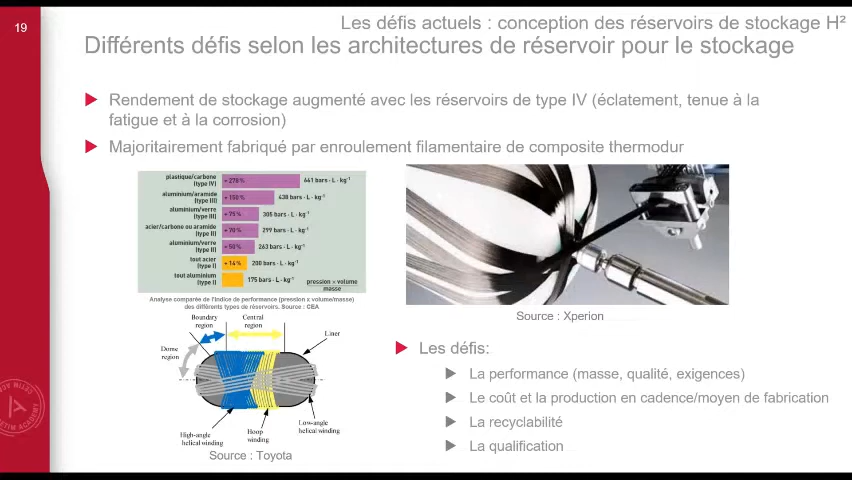 19
Les défis actuels : conception des réservoirs de stockage H²
Différents défis selon les architectures de réservoir pour le stockage
Rendement de stockage augmenté avec les réservoirs de type IV (éclatement, tenue à la
fatigue et à la corrosion)
Majoritairement fabriqué par enroulement filamentaire de composite thermodur
plastique/carbone
(type IV)
+ 278 %
661 bars · L · kg⁻¹
aluminium/aramide
(type III)
+ 150 %
438 bars · L · kg⁻¹
aluminium/verre
(type III)
+ 75 %
305 bars · L · kg⁻¹
acier/carbone ou aramide
(type II)
+ 70 %
299 bars · L · kg⁻¹
aluminium/verre
(type II)
+ 50 %
263 bars · L · kg⁻¹
tout acier
(type I)
+ 14 %
200 bars · L · kg⁻¹
tout aluminium
(type I)
175 bars · L · kg⁻¹
pression × volume
masse
Analyse comparée de l'indice de performance (pression x volume/masse)
des différents types de réservoirs. Source : CEA
Source : Xperion
Boundary
region
Central
region
Liner
Dome
region
High-angle
helical winding
Hoop
winding
Low-angle
helical winding
Source : Toyota
Les défis:
La performance (masse, qualité, exigences)
Le coût et la production en cadence/moyen de fabrication
La recyclabilité
La qualification